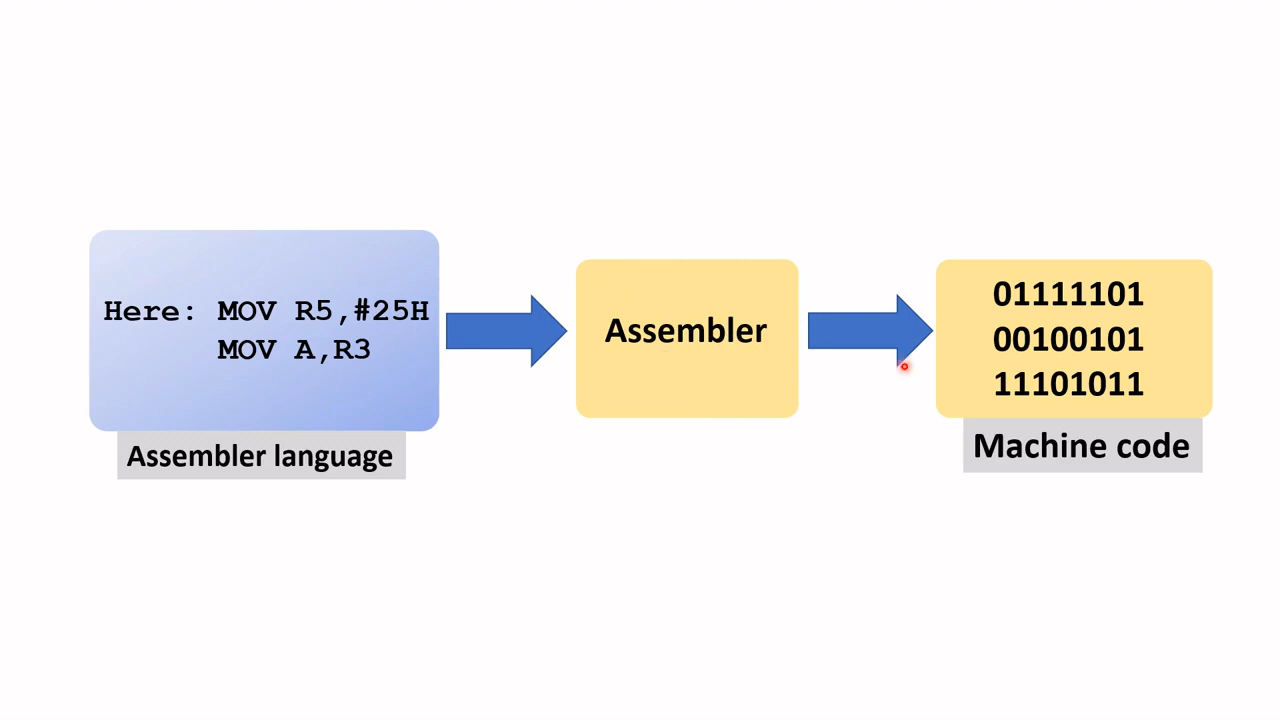 Here: MOV R5,#25H
MOV A,R3
Assembler language
Assembler
01111101
00100101
11101011
Machine code